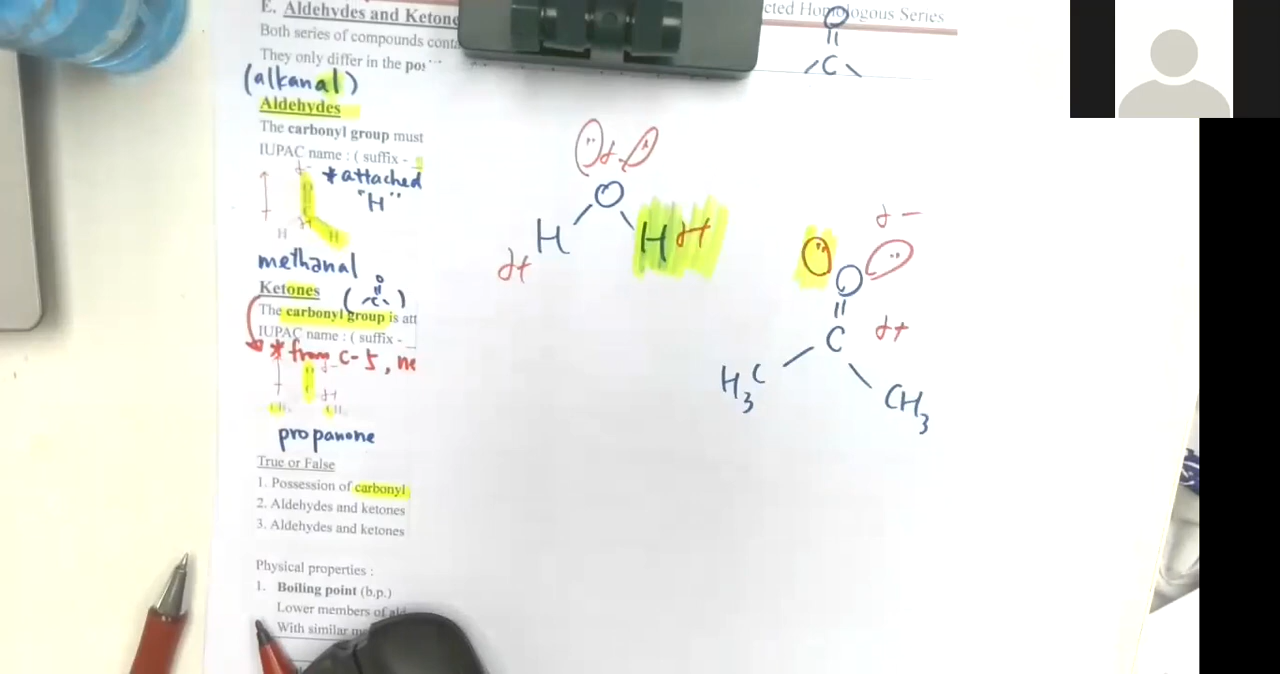 E. Aldehydes and Ketone
cted Homologous Series
Both series of compounds conta
They only differ in the pos
(alkanal)
Aldehydes
The carbonyl group must
IUPAC name : ( suffix -
*attached
"H"
H H
methanal
Ketones
O
(C)
The carbonyl group is att
IUPAC name : ( suffix -
* from C-5, ne
δ+
propanone
True or False
1. Possession of carbonyl
2. Aldehydes and ketones
3. Aldehydes and ketones
Physical properties :
1. Boiling point (b.p.)
Lower members of ald
With similar m
O
C
δ-
O
H H δ+
δ+
δ-
O
C δ+
H3C CH3